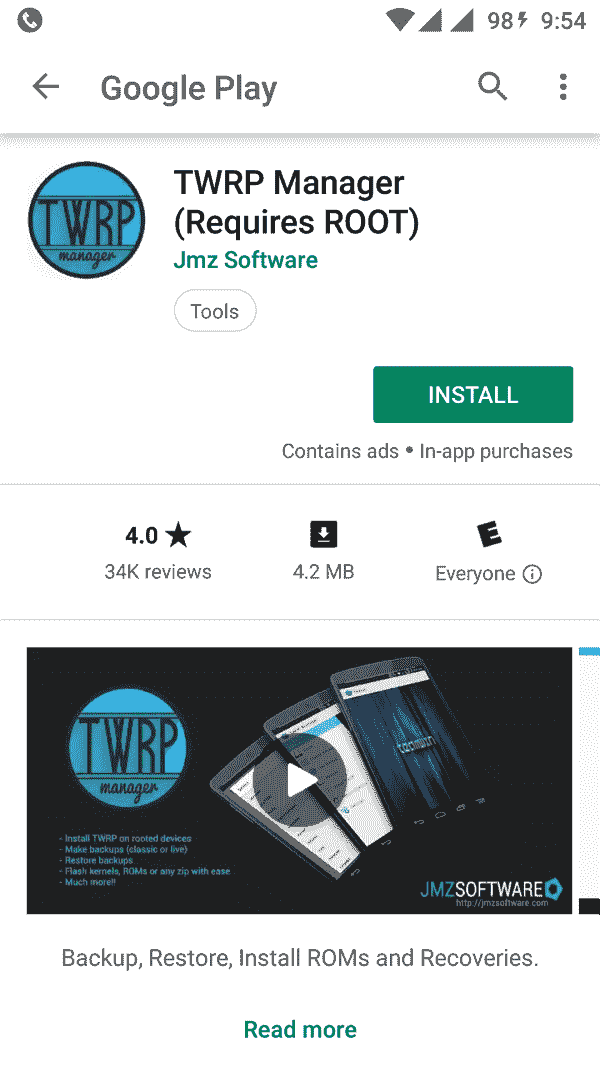 98 9:54
Google Play
TWRP
manager
TWRP Manager
(Requires ROOT)
Jmz Software
Tools
INSTALL
Contains ads • In-app purchases
4.0 ★
34K reviews
4.2 MB
E
Everyone
TWRP
manager
- Install TWRP on rooted devices
- Make backups (classic or live)
- Restore backups
- Flash kernels, ROMs or any zip with ease
- Much more!!
JMZSOFTWARE
http://jmzsoftware.com
Backup, Restore, Install ROMs and Recoveries.
Read more